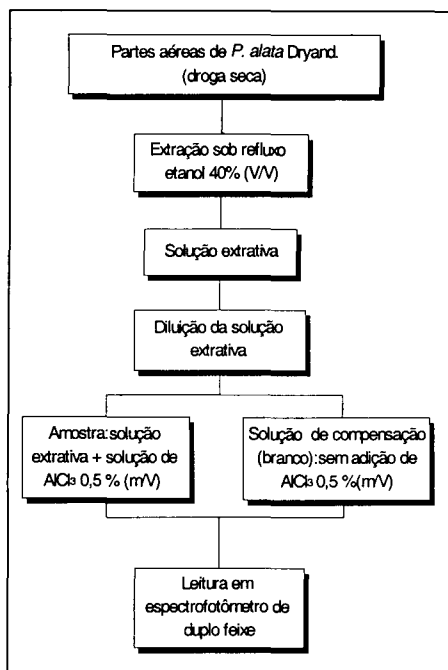 Partes aéreas de P. alata Dryand.
(droga seca)
Extração sob refluxo
etanol 40% (V/V)
Solução extrativa
Diluição da solução
extrativa
Amostra:solução
extrativa + solução de
AlCl3 0,5 % (m/V)
Solução de compensação
(branco):sem adição de
AlCl3 0,5 %(m/V)
Leitura em
espectrofotômetro de
duplo feixe